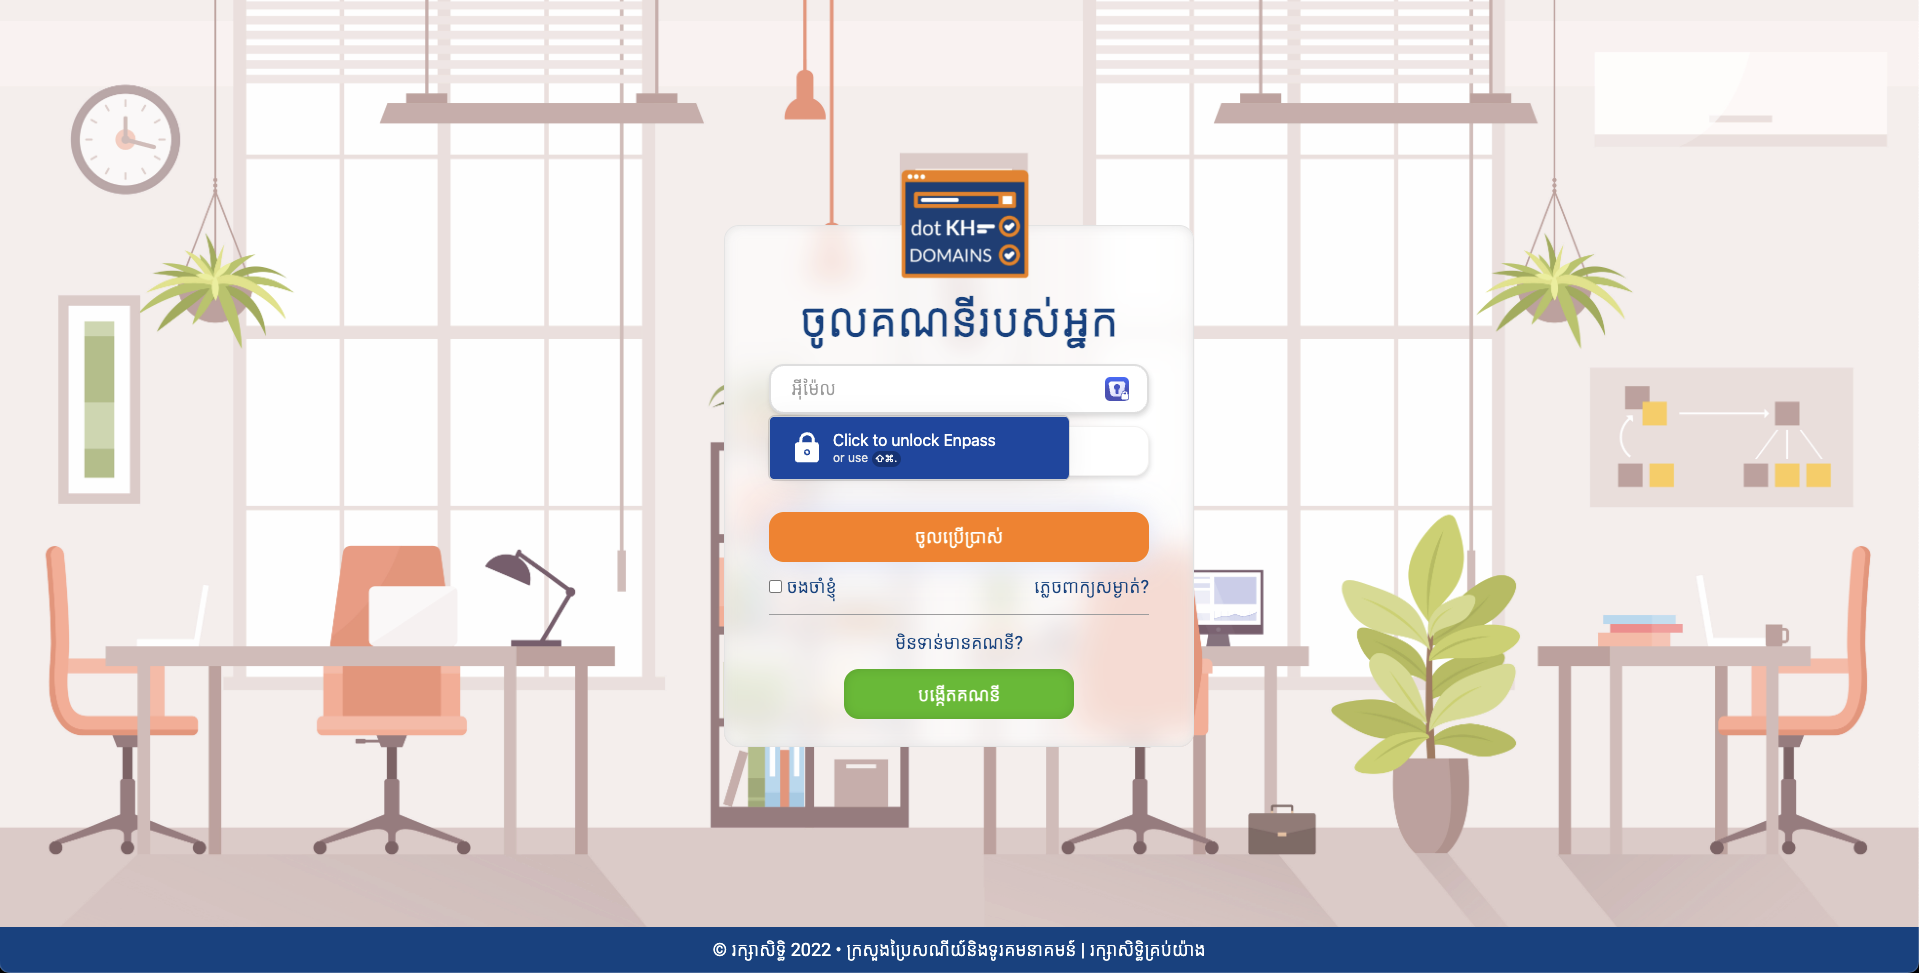 dot KH
DOMAINS
ចូលគណនីរបស់អ្នក
អ៊ីម៉ែល
Click to unlock Enpass
or use ⇧⌘.
ចូលប្រើប្រាស់
ចងចាំខ្ញុំ
ភ្លេចពាក្យសម្ងាត់?
មិនទាន់មានគណនី?
បង្កើតគណនី
© រក្សាសិទ្ធិ 2022 • ក្រសួងប្រៃសណីយ៍និងទូរគមនាគមន៍ | រក្សាសិទ្ធិគ្រប់យ៉ាង